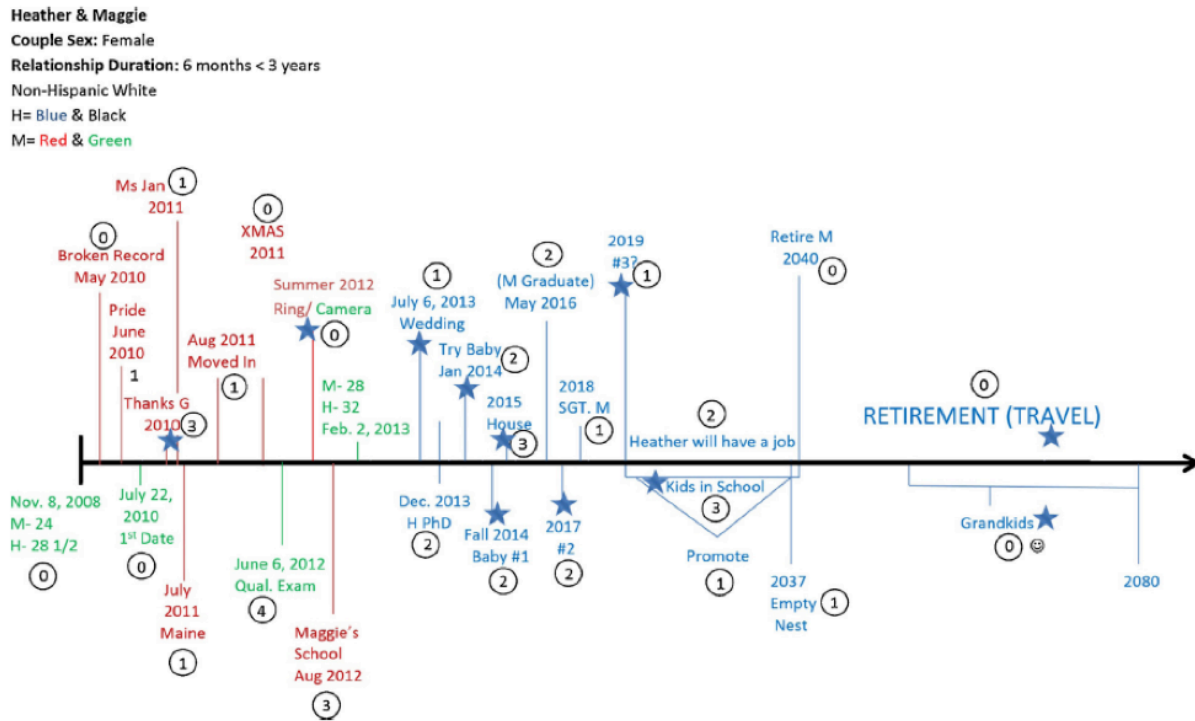 Heather & Maggie
Couple Sex: Female
Relationship Duration: 6 months < 3 years
Non-Hispanic White
H= Blue & Black
M= Red & Green
Ms Jan
2011
1
0
Broken Record
May 2010
Pride
June
2010
1
Thanks G
2010
3
Aug 2011
Moved In
1
0
XMAS
2011
Summer 2012
Ring/ Camera
0
M- 28
H- 32
Feb. 2, 2013
1
July 6, 2013
Wedding
Try Baby
Jan 2014
2
2015
House
3
2
(M Graduate)
May 2016
2018
SGT. M
1
2019
#3?
1
2
Heather will have a job
Retire M
2040
0
0
RETIREMENT (TRAVEL)
Nov. 8, 2008
M- 24
H- 28 1/2
0
July 22,
2010
1st Date
0
July
2011
Maine
1
June 6, 2012
Qual. Exam
4
Maggie´s
School
Aug 2012
3
Dec. 2013
H PhD
2
Fall 2014
Baby #1
2
2017
#2
2
Kids in School
3
Promote
1
2037
Empty
Nest
1
Grandkids
0 ☺
2080